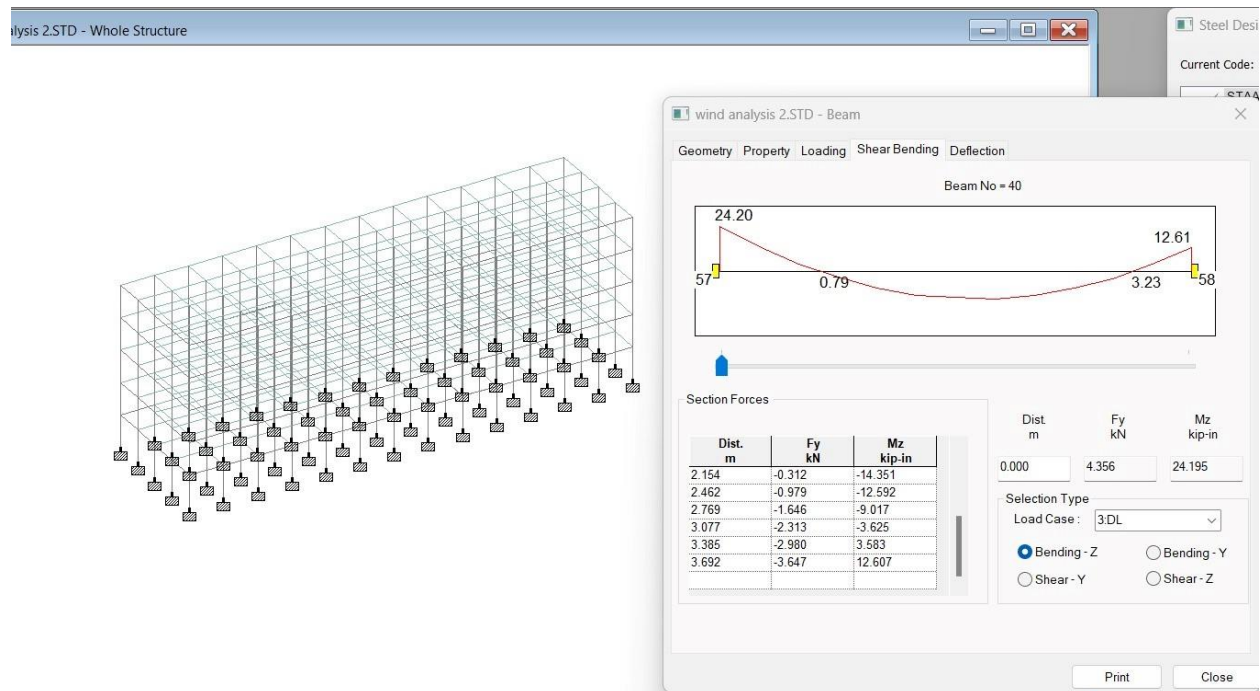 alysis 2.STD - Whole Structure
Steel Desi
Current Code:
STAA
wind analysis 2.STD - Beam
Geometry Property Loading Shear Bending Deflection
Beam No = 40
24.20
12.61
57 0.79 3.23 58
Section Forces
Dist. Fy Mz
m kN kip-in
2.154 -0.312 -14.351
2.462 -0.979 -12.592
2.769 -1.646 -9.017
3.077 -2.313 -3.625
3.385 -2.980 3.583
3.692 -3.647 12.607
Dist. Fy Mz
m kN kip-in
0.000 4.356 24.195
Selection Type
Load Case : 3:DL
Bending - Z Bending - Y
Shear - Y Shear - Z
Print Close